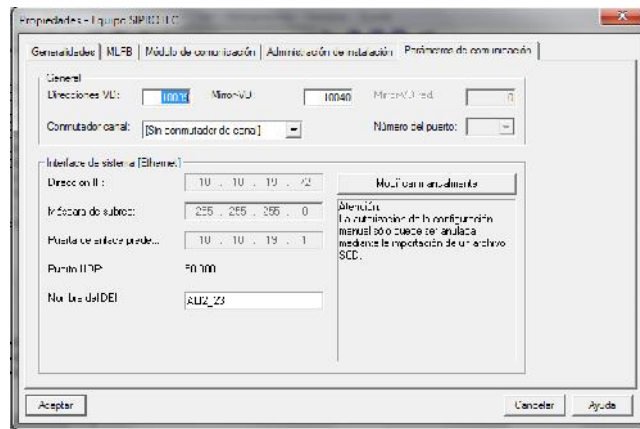 Propiedades - Equipo SIPROTEC
Generalidades | MLFB | Módulo de comunicación | Administración de instalación | Parámetros de comunicación
General
Direcciones VD: Mirror-VD: 10040 Mirror-VD red. 0
Conmutador canal: [Sin conmutador de canal] Número del puerto:
Interface de sistema [Ethernet]
Dirección IP: 10 . 10 . 19 . 72 Modificar manualmente
Máscara de subred: 255 . 255 . 255 . 0 Atención:
La autorización de la configuración
manual sólo puede ser anulada
Puerta de enlace prede... 10 . 10 . 19 . 1 mediante la importación de un archivo
SCD.
Puerto UDP: 50.000
Nombre del DEI
Aceptar Cancelar Ayuda